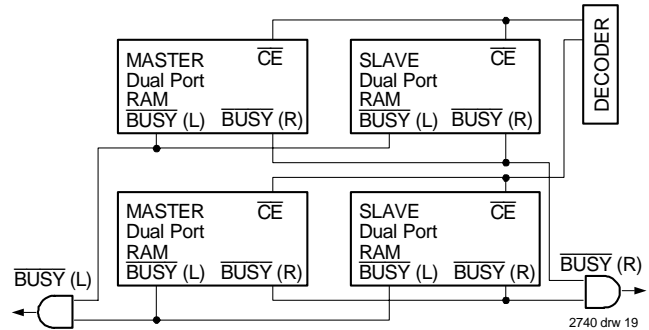 MASTER CE
Dual Port
RAM
BUSY (L) BUSY (R)
SLAVE CE
Dual Port
RAM
BUSY (L) BUSY (R)
DECODER
MASTER CE
Dual Port
RAM
BUSY (L) BUSY (R)
SLAVE CE
Dual Port
RAM
BUSY (L) BUSY (R)
BUSY (L)
BUSY (R)
2740 drw 19